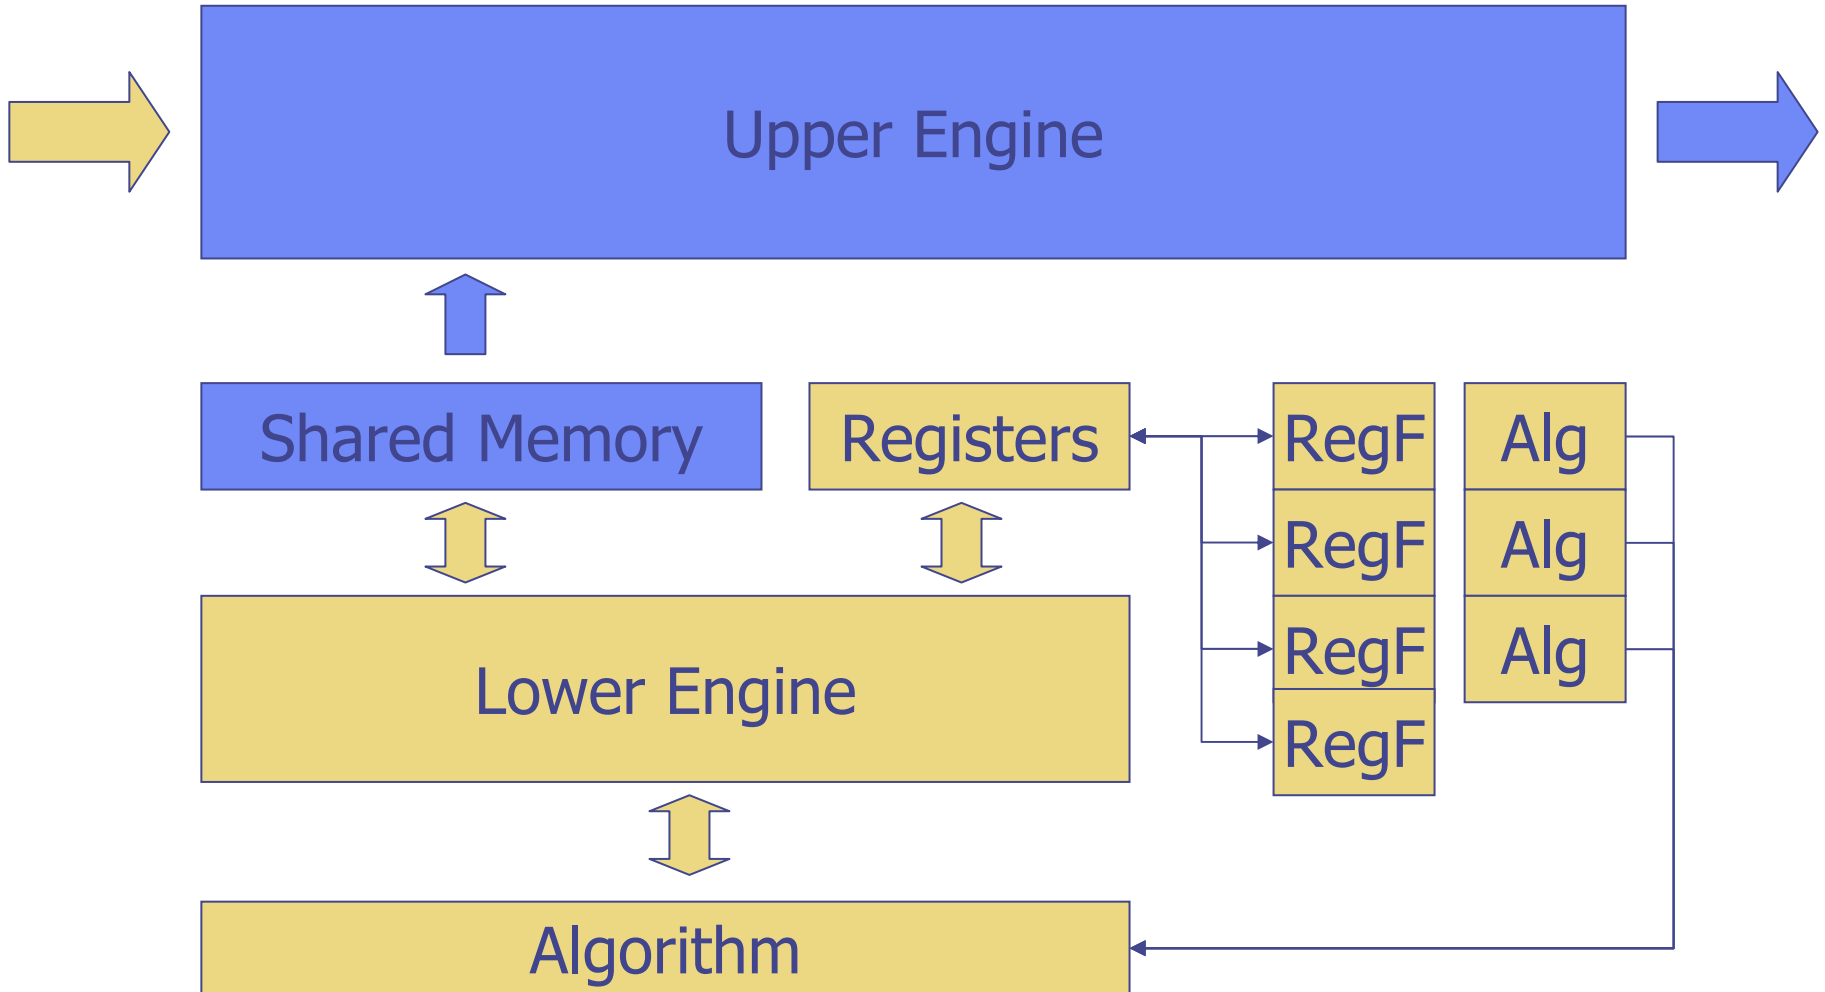 Upper Engine
Shared Memory
Registers
RegF
Alg
RegF
Alg
RegF
Alg
Lower Engine
RegF
Algorithm